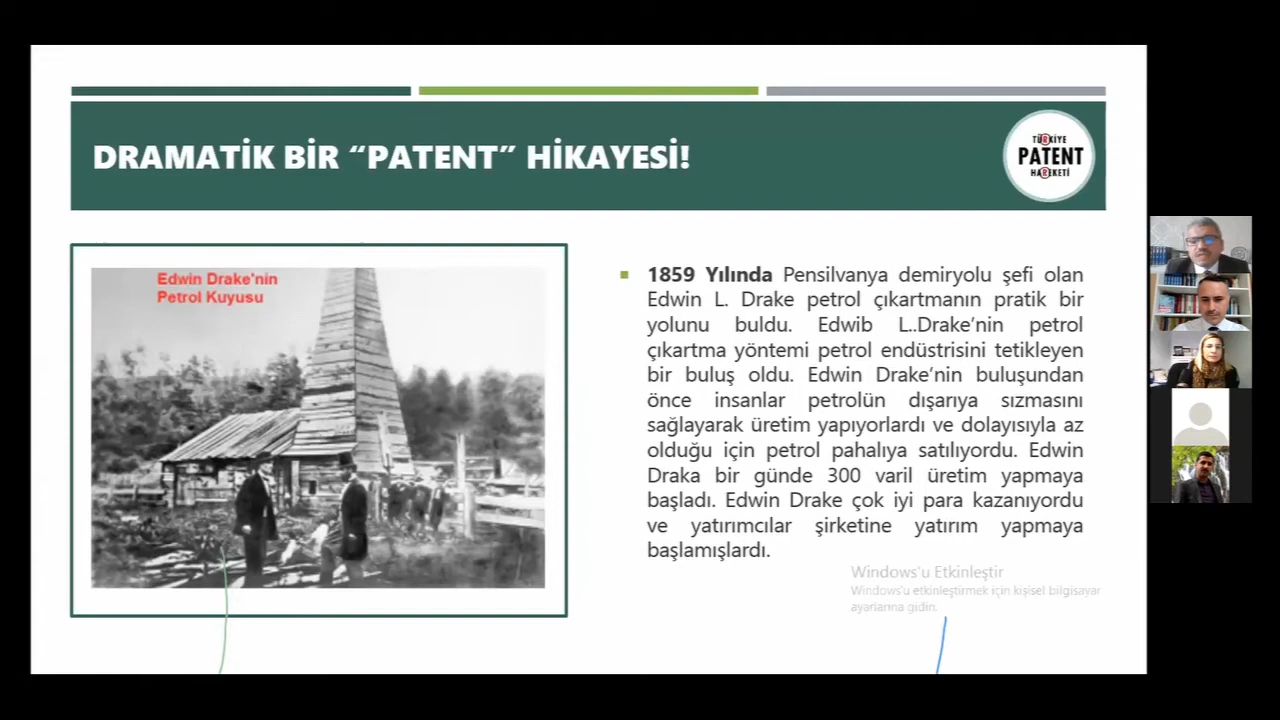 DRAMATİK BİR “PATENT” HİKAYESİ!
TÜRKİYE
PATENT
HAREKETİ
Edwin Drake'nin
Petrol Kuyusu
1859 Yılında Pensilvanya demiryolu şefi olan
Edwin L. Drake petrol çıkartmanın pratik bir
yolunu buldu. Edwib L..Drake’nin petrol
çıkartma yöntemi petrol endüstrisini tetikleyen
bir buluş oldu. Edwin Drake’nin buluşundan
önce insanlar petrolün dışarıya sızmasını
sağlayarak üretim yapıyorlardı ve dolayısıyla az
olduğu için petrol pahalıya satılıyordu. Edwin
Draka bir günde 300 varil üretim yapmaya
başladı. Edwin Drake çok iyi para kazanıyordu
ve yatırımcılar şirketine yatırım yapmaya
başlamışlardı.
Windows'u Etkinleştir
Windows'u etkinleştirmek için kişisel bilgisayar
ayarlarına gidin.